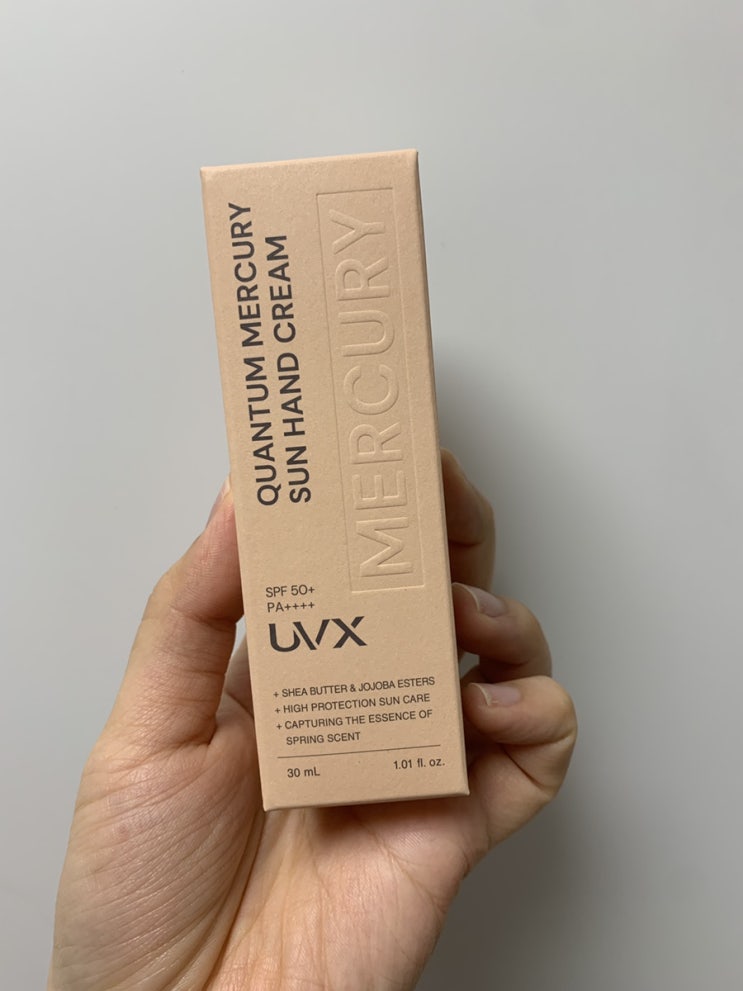 QUANTUM MERCURY
SUN HAND CREAM
MERCURY
SPF 50+
PA++++
UVX
+ SHEA BUTTER & JOJOBA ESTERS
+ HIGH PROTECTION SUN CARE
+ CAPTURING THE ESSENCE OF
SPRING SCENT
30 mL
1.01 fl. oz.